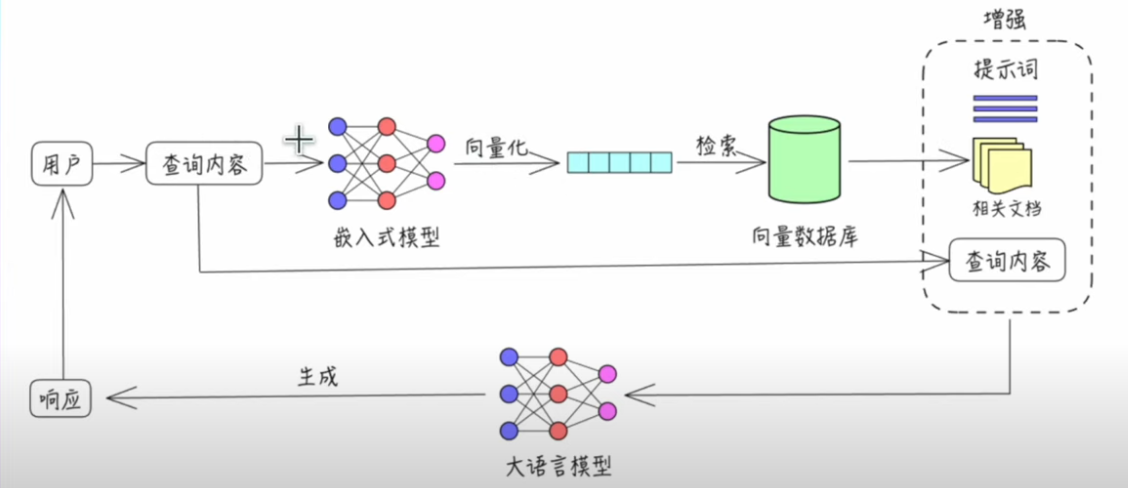 增强
提示词
用户
查询内容
向量化
检索
相关文档
嵌入式模型
向量数据库
查询内容
生成
响应
大语言模型